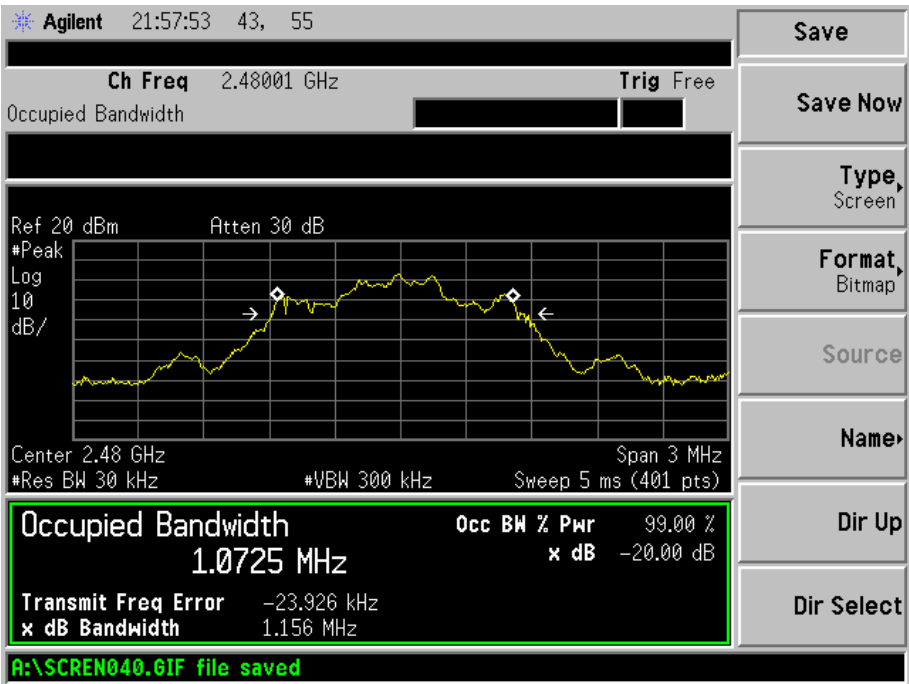 Agilent 21:57:53 43, 55
Ch Freq 2.48001 GHz Trig Free
Occupied Bandwidth
Ref 20 dBm Atten 30 dB
#Peak
Log
10
dB/
Center 2.48 GHz Span 3 MHz
#Res BW 30 kHz #VBW 300 kHz Sweep 5 ms (401 pts)
Occupied Bandwidth Occ BW % Pwr 99.00 %
1.0725 MHz x dB -20.00 dB
Transmit Freq Error -23.926 kHz
x dB Bandwidth 1.156 MHz
A:\SCREN040.GIF file saved
Save
Save Now
Type
Screen
Format
Bitmap
Source
Name
Dir Up
Dir Select